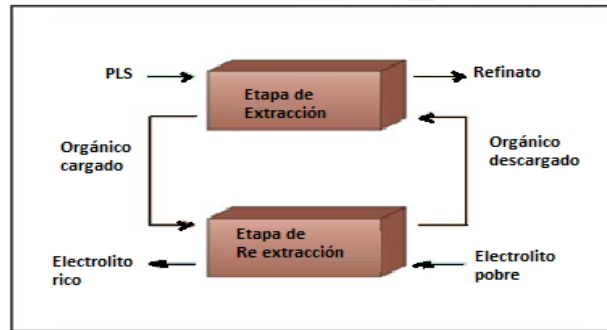 PLS
Etapa de
Extracción
Refinato
Orgánico
cargado
Orgánico
descargado
Etapa de
Re extracción
Electrolito
rico
Electrolito
pobre